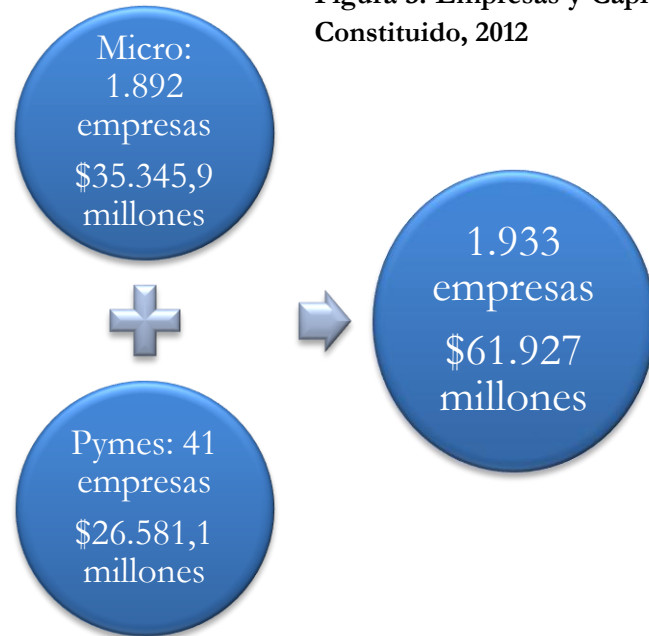 Constituido, 2012
Micro:
1.892
empresas
$35.345,9
millones
1.933
empresas
$61.927
millones
Pymes: 41
empresas
$26.581,1
millones